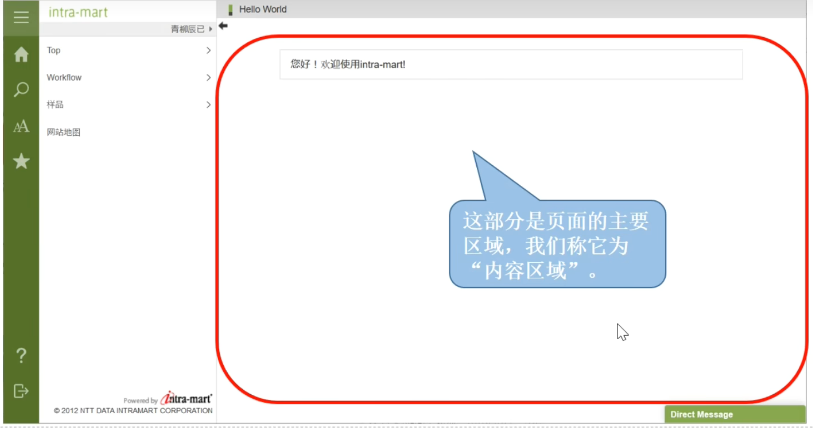 intra-mart
Hello World
青柳辰巳
Top
Workflow
样品
网站地图
您好！欢迎使用intra-mart!
这部分是页面的主要
区域，我们称它为
“内容区域”。
AA
?
Powered by intra-mart
© 2012 NTT DATA INTRAMART CORPORATION
Direct Message